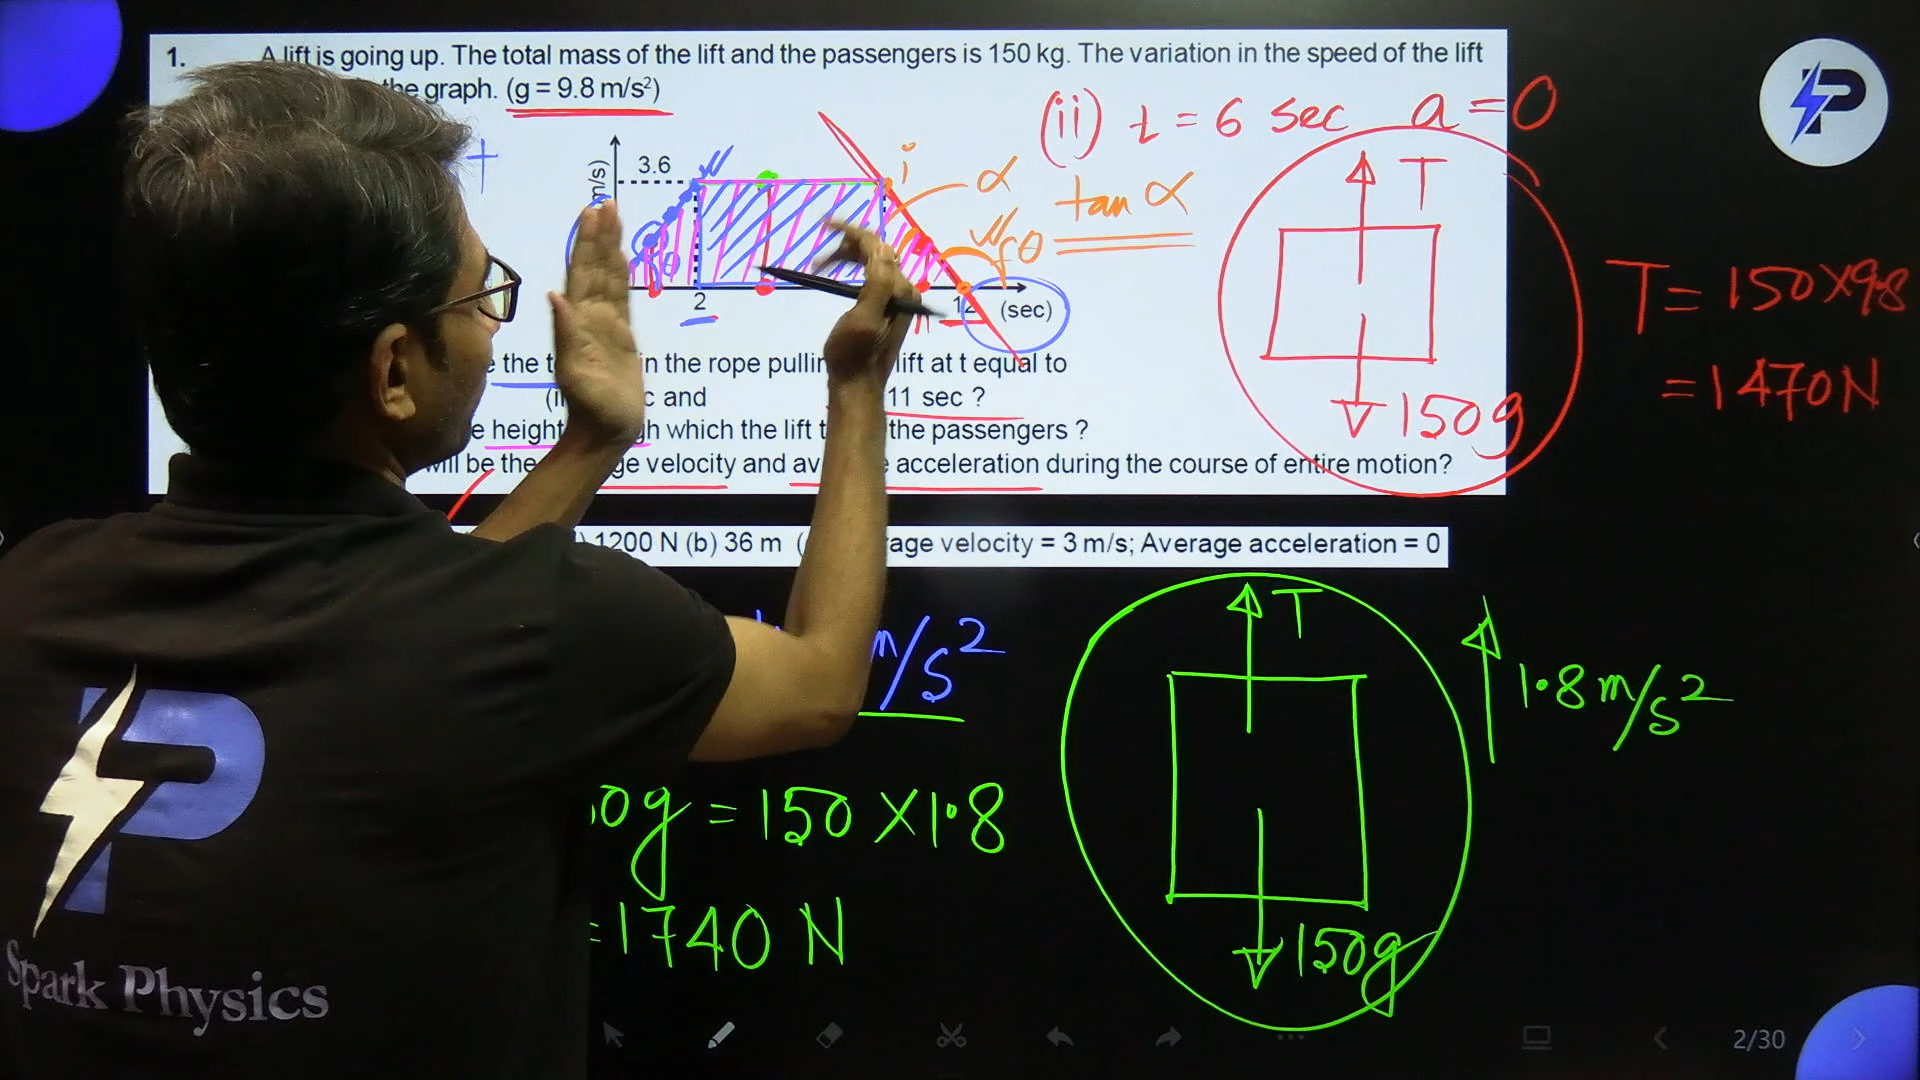 1. A lift is going up. The total mass of the lift and the passengers is 150 kg. The variation in the speed of the lift
the graph. (g = 9.8 m/s²)
(ii) t = 6 sec a = 0
3.6
m/s)
i
α
tan α
θ
θ
2
12
(sec)
T
150g
T = 150×9.8
= 1470N
the in the rope pulling lift at t equal to
c and 11 sec ?
height which the lift the passengers ?
will be the velocity and acceleration during the course of entire motion?
1200 N (b) 36 m velocity = 3 m/s; Average acceleration = 0
m/s²
T
1.8 m/s²
0g = 150 × 1.8
= 1740 N
150g
P
Spark Physics
2/30